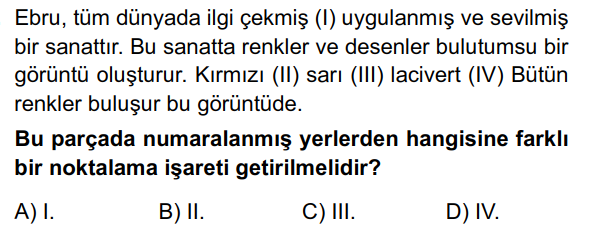 Ebru, tüm dünyada ilgi çekmiş (I) uygulanmış ve sevilmiş
bir sanattır. Bu sanatta renkler ve desenler bulutumsu bir
görüntü oluşturur. Kırmızı (II) sarı (III) lacivert (IV) Bütün
renkler buluşur bu görüntüde.
Bu parçada numaralanmış yerlerden hangisine farklı
bir noktalama işareti getirilmelidir?
A) I. B) II. C) III. D) IV.